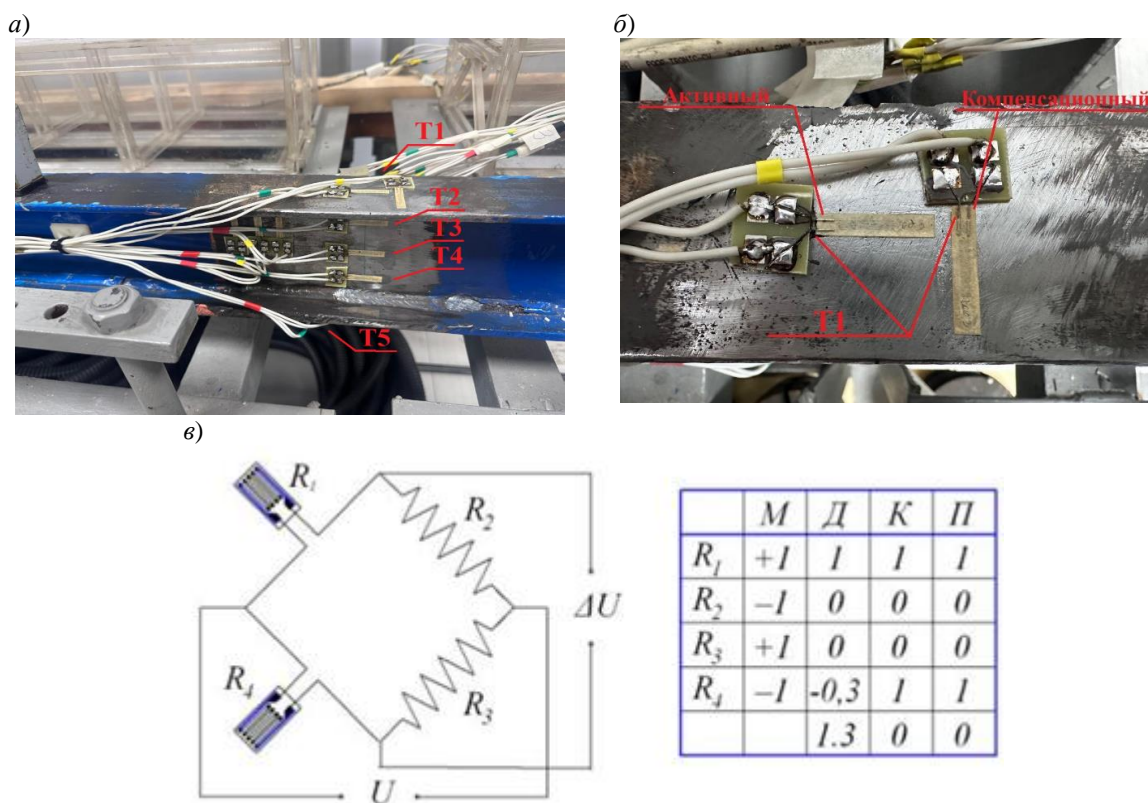 а)
T1
T2
T3
T4
T5
б)
Активный
Компенсационный
T1
в)
R1
R2
R4
R3
ΔU
U
М Д К П
R1 +1 1 1 1
R2 –1 0 0 0
R3 +1 0 0 0
R4 –1 -0,3 1 1
1.3 0 0